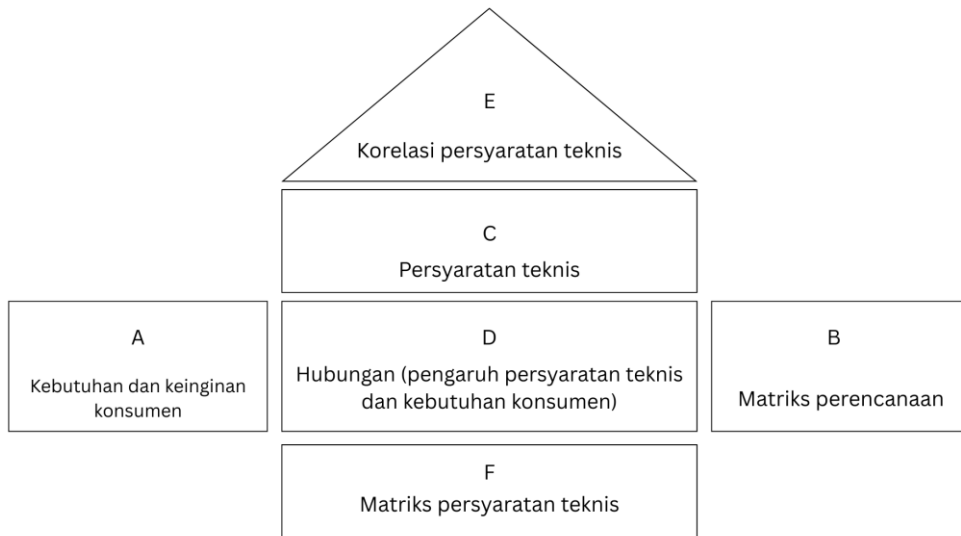 E
Korelasi persyaratan teknis
C
Persyaratan teknis
A
Kebutuhan dan keinginan
konsumen
D
Hubungan (pengaruh persyaratan teknis
dan kebutuhan konsumen)
B
Matriks perencanaan
F
Matriks persyaratan teknis